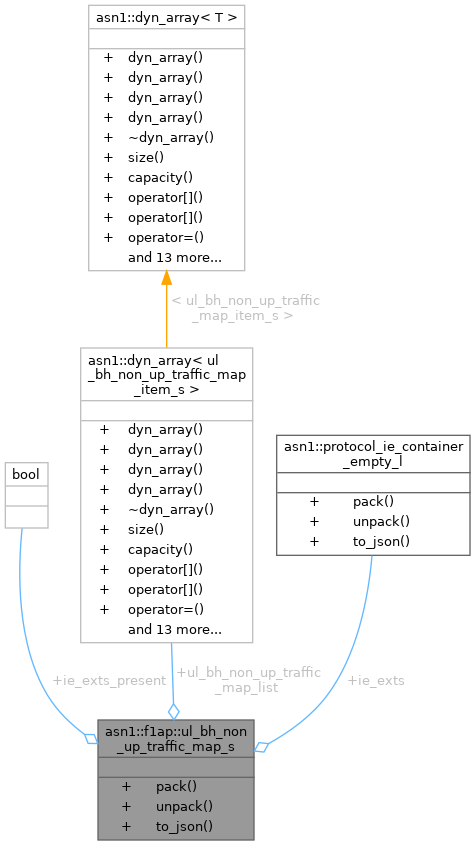 asn1::dyn_array< T >
+ dyn_array()
+ dyn_array()
+ dyn_array()
+ dyn_array()
+ ~dyn_array()
+ size()
+ capacity()
+ operator[]()
+ operator[]()
+ operator=()
and 13 more...
< ul_bh_non_up_traffic
_map_item_s >
asn1::dyn_array< ul
_bh_non_up_traffic_map
_item_s >
+ dyn_array()
+ dyn_array()
+ dyn_array()
+ dyn_array()
+ ~dyn_array()
+ size()
+ capacity()
+ operator[]()
+ operator[]()
+ operator=()
and 13 more...
bool
asn1::protocol_ie_container
_empty_l
+ pack()
+ unpack()
+ to_json()
+ie_exts_present
+ul_bh_non_up_traffic
_map_list
+ie_exts
asn1::f1ap::ul_bh_non
_up_traffic_map_s
+ pack()
+ unpack()
+ to_json()